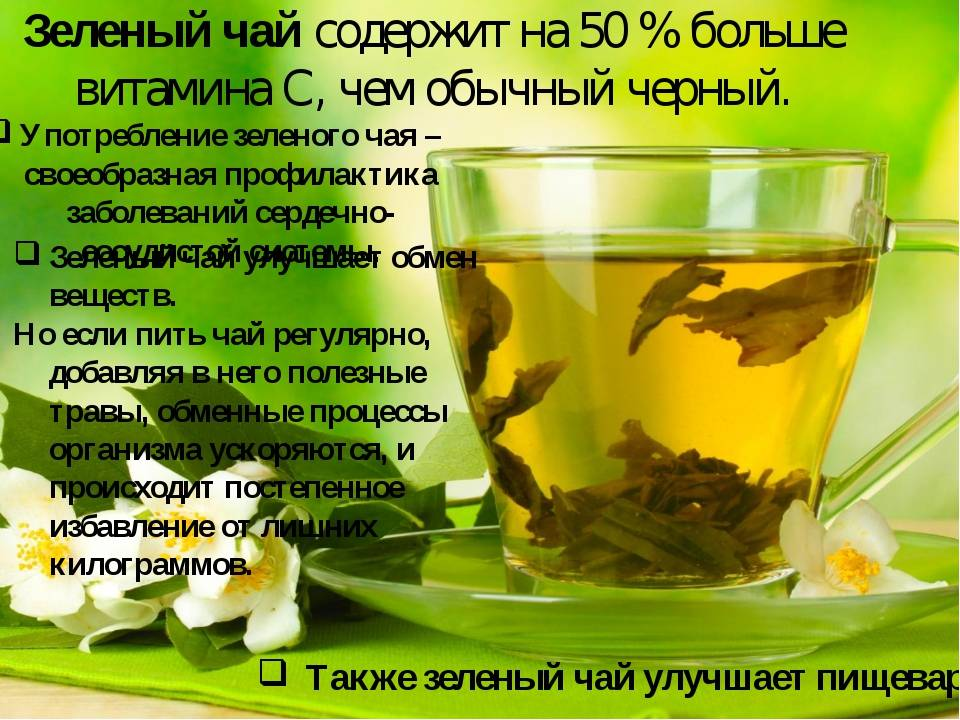 Зеленый чай содержит на 50 % больше
витамина С, чем обычный черный.
❑ Употребление зеленого чая –
своеобразная профилактика
заболеваний сердечно-
сосудистой системы.
❑ Зеленый чай улучшает обмен
веществ.
Но если пить чай регулярно,
добавляя в него полезные
травы, обменные процессы
организма ускоряются, и
происходит постепенное
избавление от лишних
килограммов.
❑ Также зеленый чай улучшает пищевар